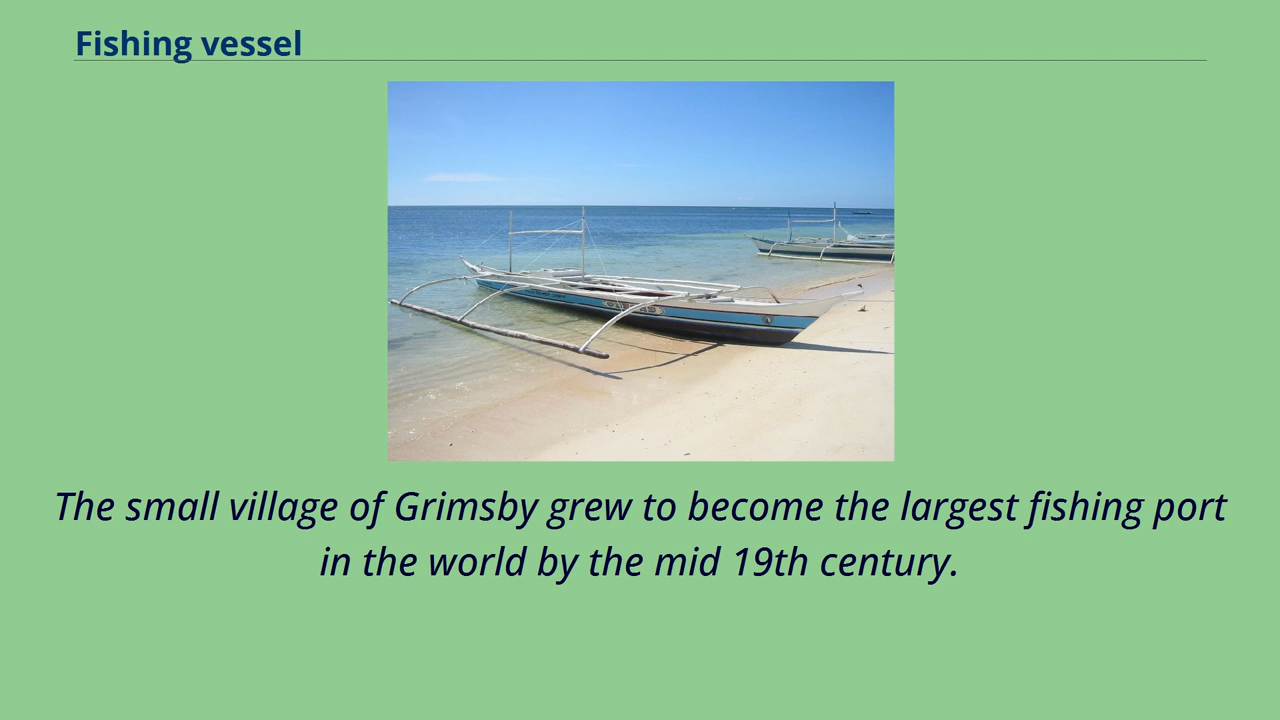 Fishing vessel
The small village of Grimsby grew to become the largest fishing port
in the world by the mid 19th century.